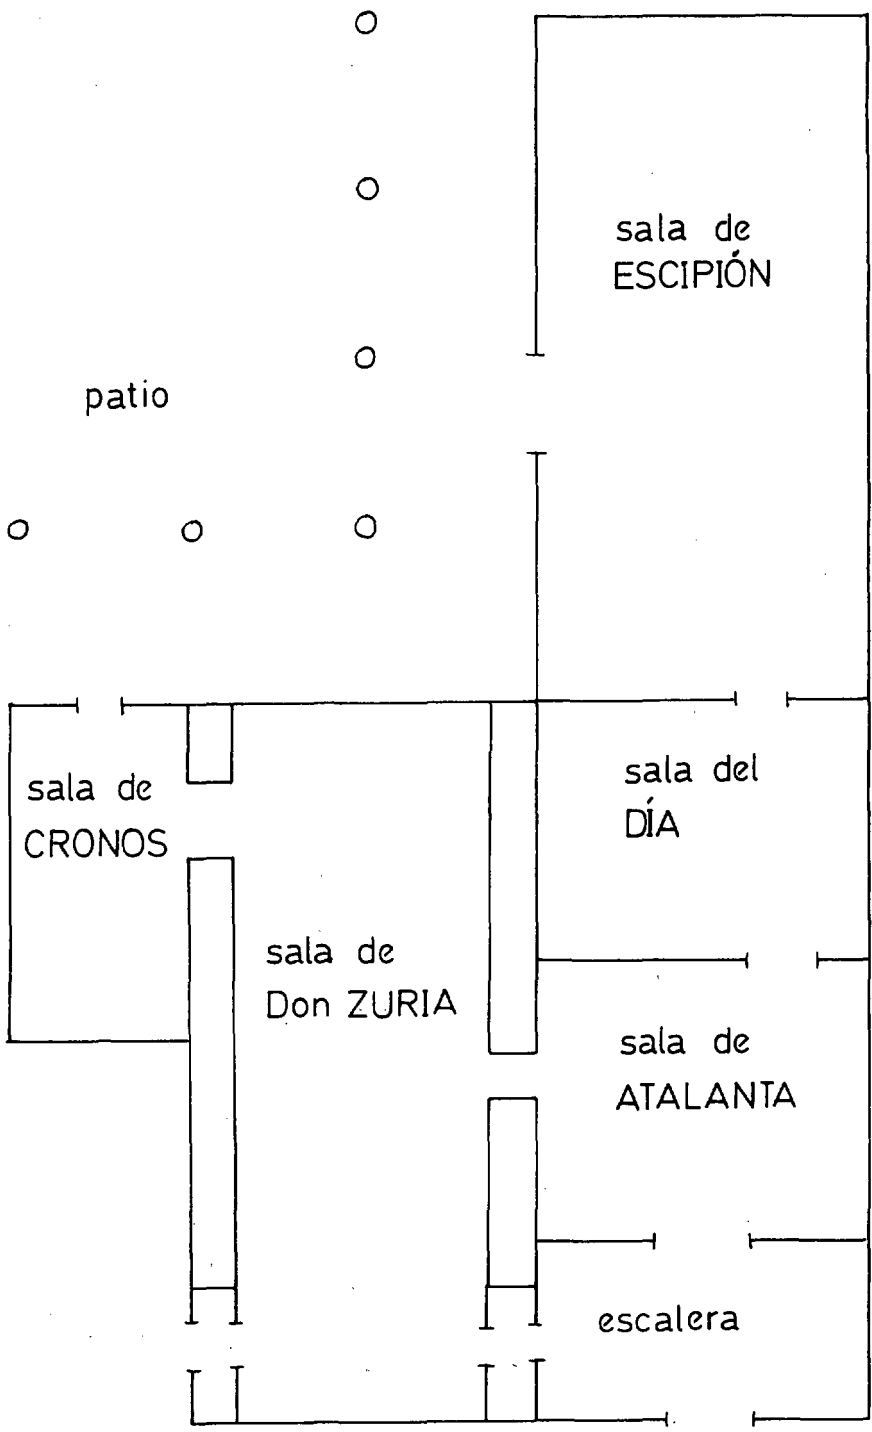 sala de
ESCIPIÓN
patio
sala de
CRONOS
sala del
DÍA
sala de
Don ZURIA
sala de
ATALANTA
escalera